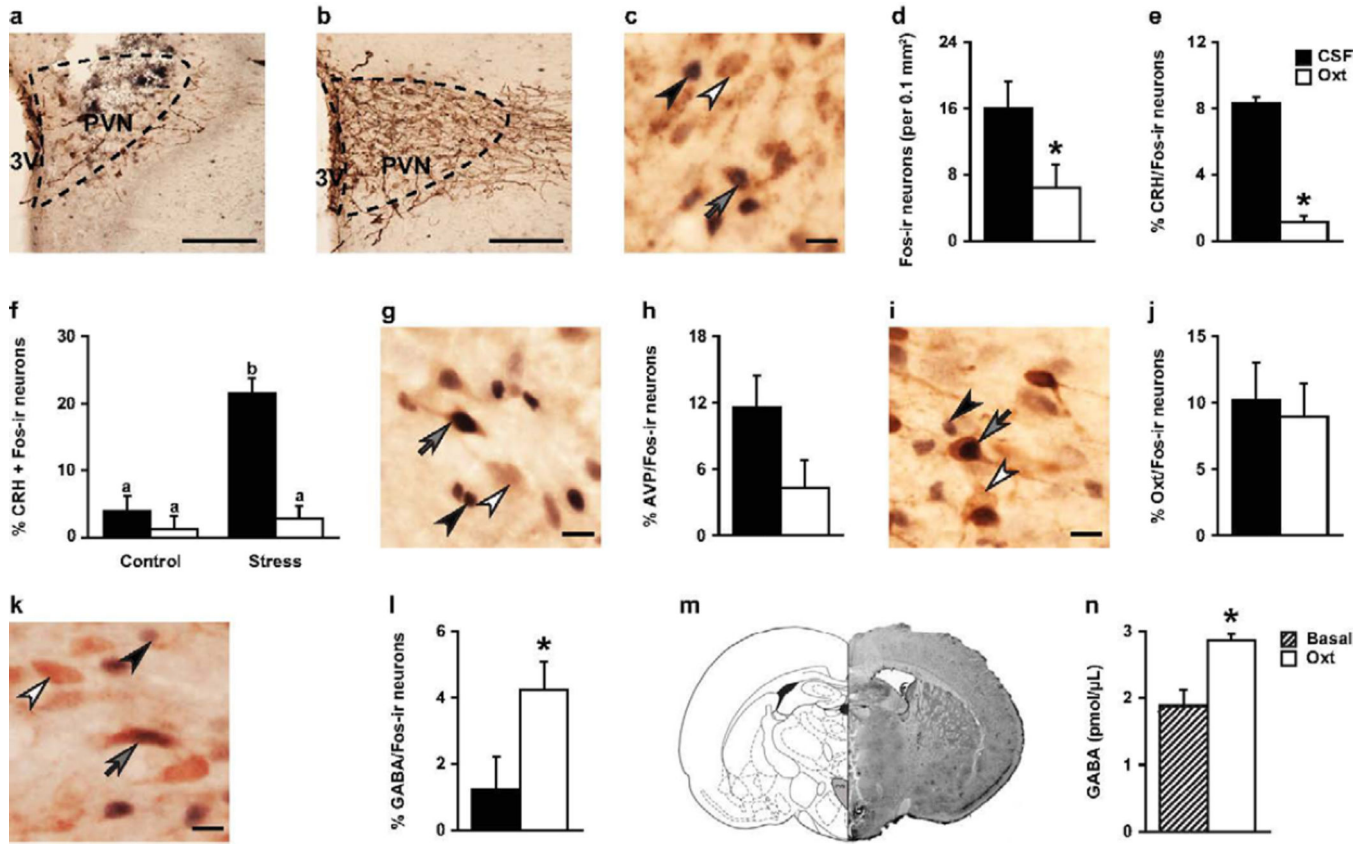 a
b
c
d
e
PVN
3V
PVN
3V
Fos-ir neurons (per 0.1 mm²)
24
16
8
0
*
% CRH/Fos-ir neurons
12
9
6
3
0
*
CSF
Oxt
f
g
h
i
j
% CRH + Fos-ir neurons
30
20
10
0
a
a
b
a
Control
Stress
% AVP/Fos-ir neurons
18
12
6
0
% Oxt/Fos-ir neurons
15
10
5
0
k
l
m
n
% GABA/Fos-ir neurons
6
4
2
0
*
GABA (pmol/µL)
3
2
1
0
*
Basal
Oxt